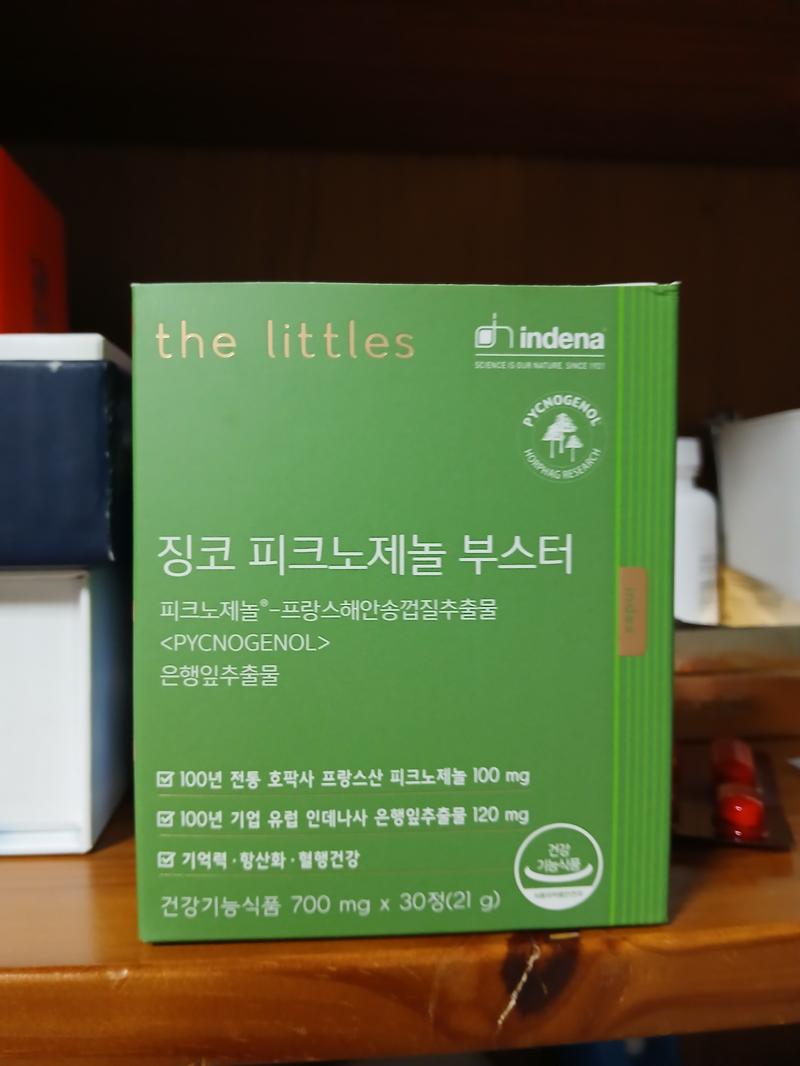 the littles
indena
SCIENCE IS OUR NATURE. SINCE 1921
PYCNOGENOL
HORPHAG RESEARCH
징코 피크노제놀 부스터
피크노제놀®-프랑스해안송껍질추출물
<PYCNOGENOL>
은행잎추출물
100년 전통 호팍사 프랑스산 피크노제놀 100 mg
100년 기업 유럽 인데나사 은행잎추출물 120 mg
기억력·항산화·혈행건강
건강
기능식품
건강기능식품 700 mg x 30정(21 g)